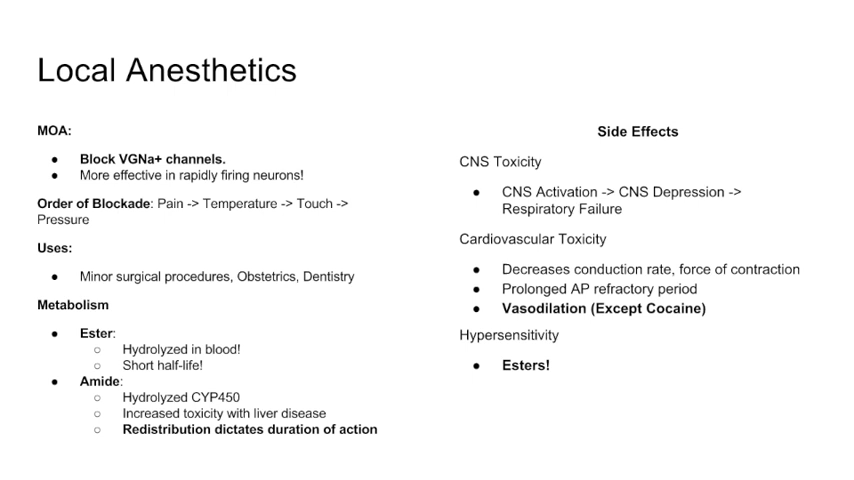 Local Anesthetics
MOA:
● Block VGNa+ channels.
● More effective in rapidly firing neurons!
Order of Blockade: Pain -> Temperature -> Touch ->
Pressure
Uses:
● Minor surgical procedures, Obstetrics, Dentistry
Metabolism
● Ester:
○ Hydrolyzed in blood!
○ Short half-life!
● Amide:
○ Hydrolyzed CYP450
○ Increased toxicity with liver disease
○ Redistribution dictates duration of action
Side Effects
CNS Toxicity
● CNS Activation -> CNS Depression ->
Respiratory Failure
Cardiovascular Toxicity
● Decreases conduction rate, force of contraction
● Prolonged AP refractory period
● Vasodilation (Except Cocaine)
Hypersensitivity
● Esters!